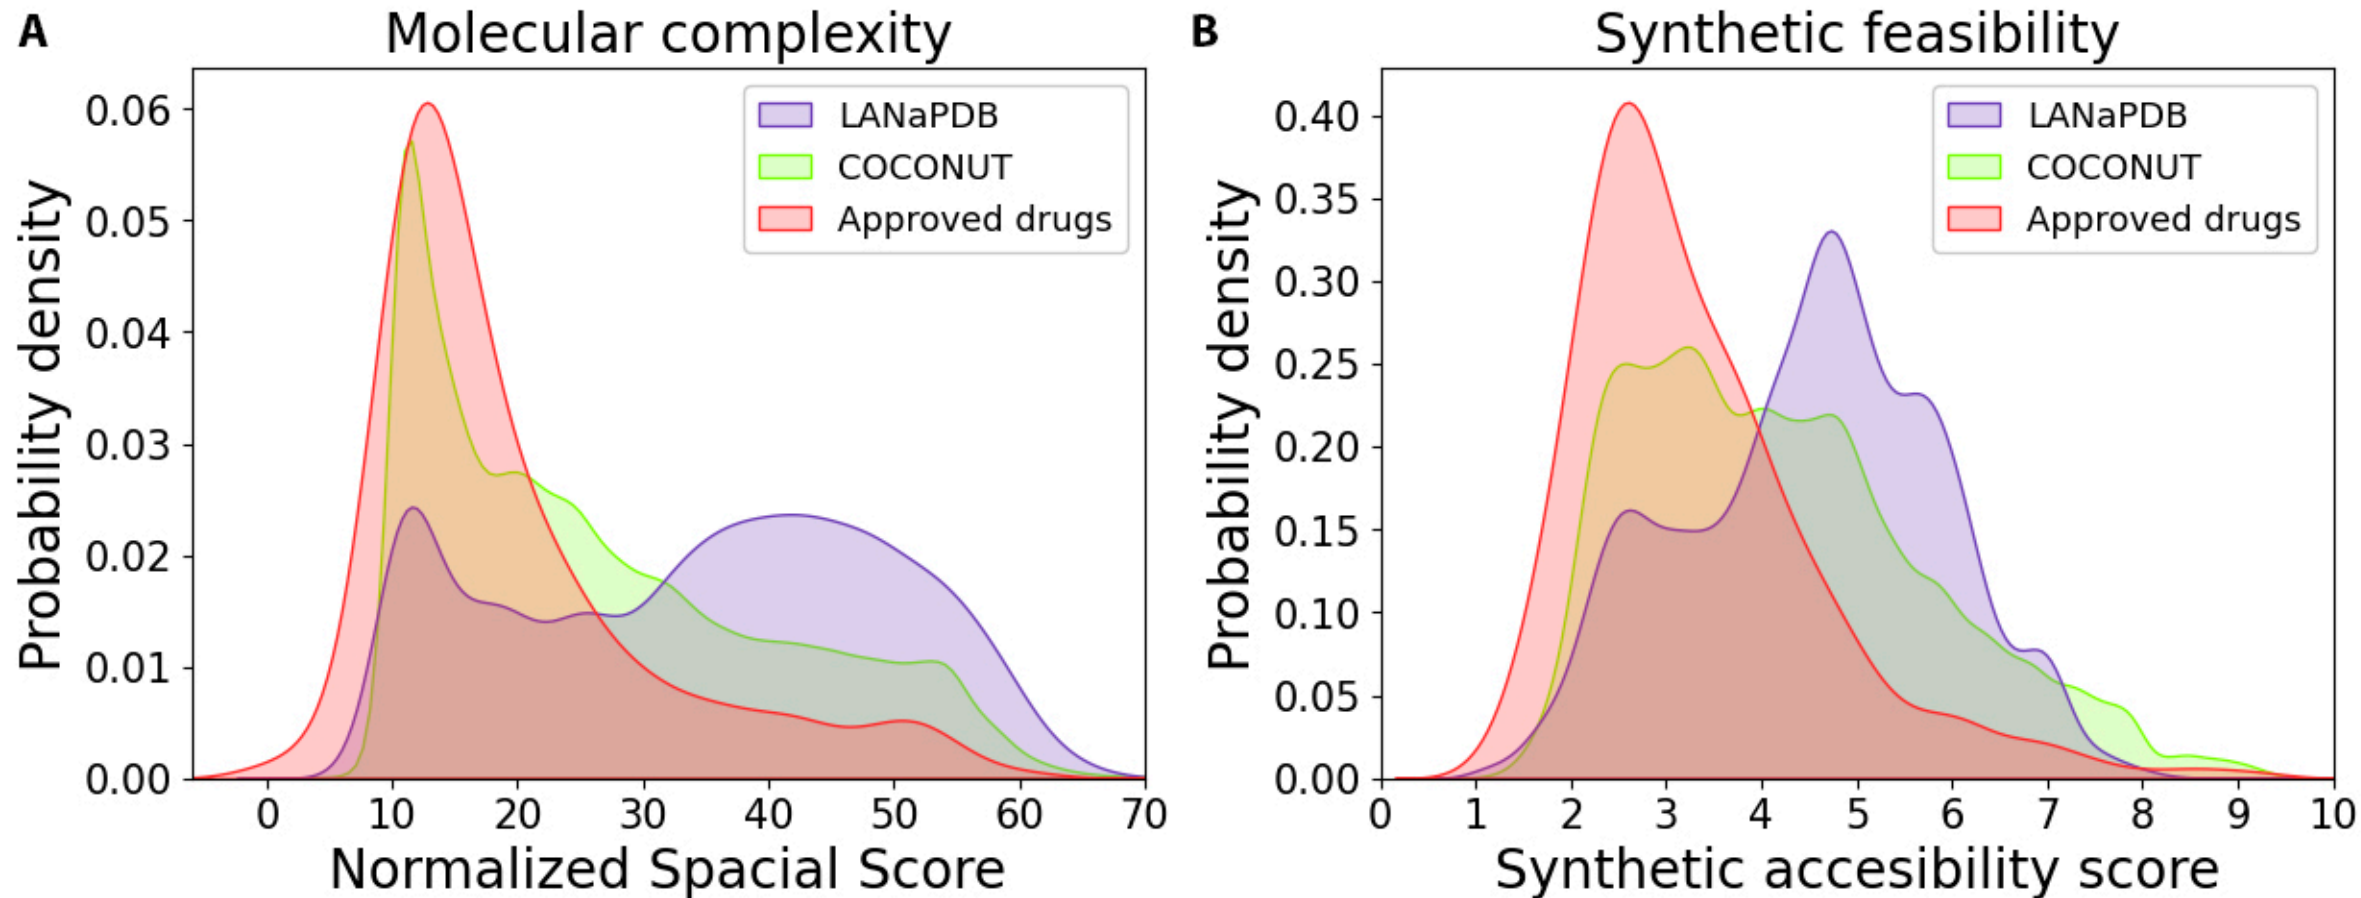 A
Molecular complexity
Probability density
0.06
0.05
0.04
0.03
0.02
0.01
0.00
LANaPDB
COCONUT
Approved drugs
0 10 20 30 40 50 60 70
Normalized Spacial Score
B
Synthetic feasibility
Probability density
0.40
0.35
0.30
0.25
0.20
0.15
0.10
0.05
0.00
LANaPDB
COCONUT
Approved drugs
0 1 2 3 4 5 6 7 8 9 10
Synthetic accesibility score